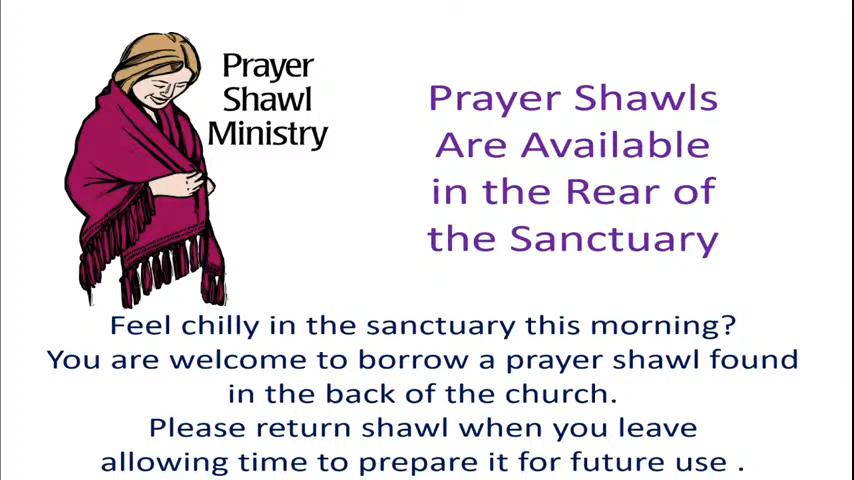 Prayer
Shawl
Ministry
Prayer Shawls
Are Available
in the Rear of
the Sanctuary
Feel chilly in the sanctuary this morning?
You are welcome to borrow a prayer shawl found
in the back of the church.
Please return shawl when you leave
allowing time to prepare it for future use .